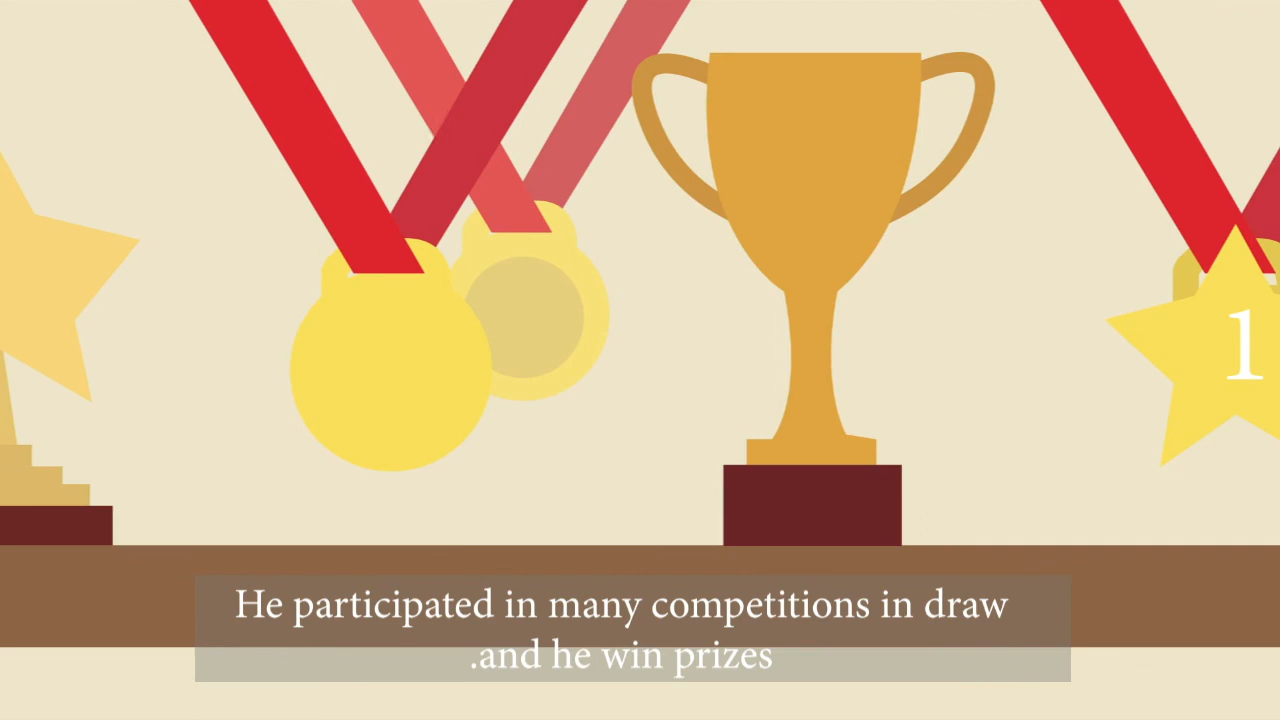 1
He participated in many competitions in draw
.and he win prizes